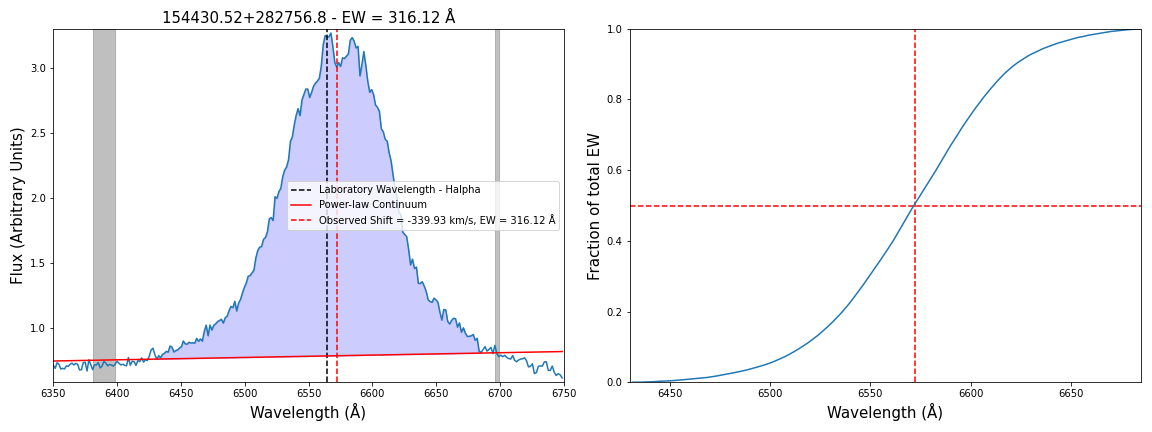 154430.52+282756.8 - EW = 316.12 Å
Flux (Arbitrary Units)
3.0
2.5
2.0
1.5
1.0
Laboratory Wavelength - Halpha
Power-law Continuum
Observed Shift = -339.93 km/s, EW = 316.12 Å
6350 6400 6450 6500 6550 6600 6650 6700 6750
Wavelength (Å)
Fraction of total EW
1.0
0.8
0.6
0.4
0.2
0.0
6450 6500 6550 6600 6650
Wavelength (Å)